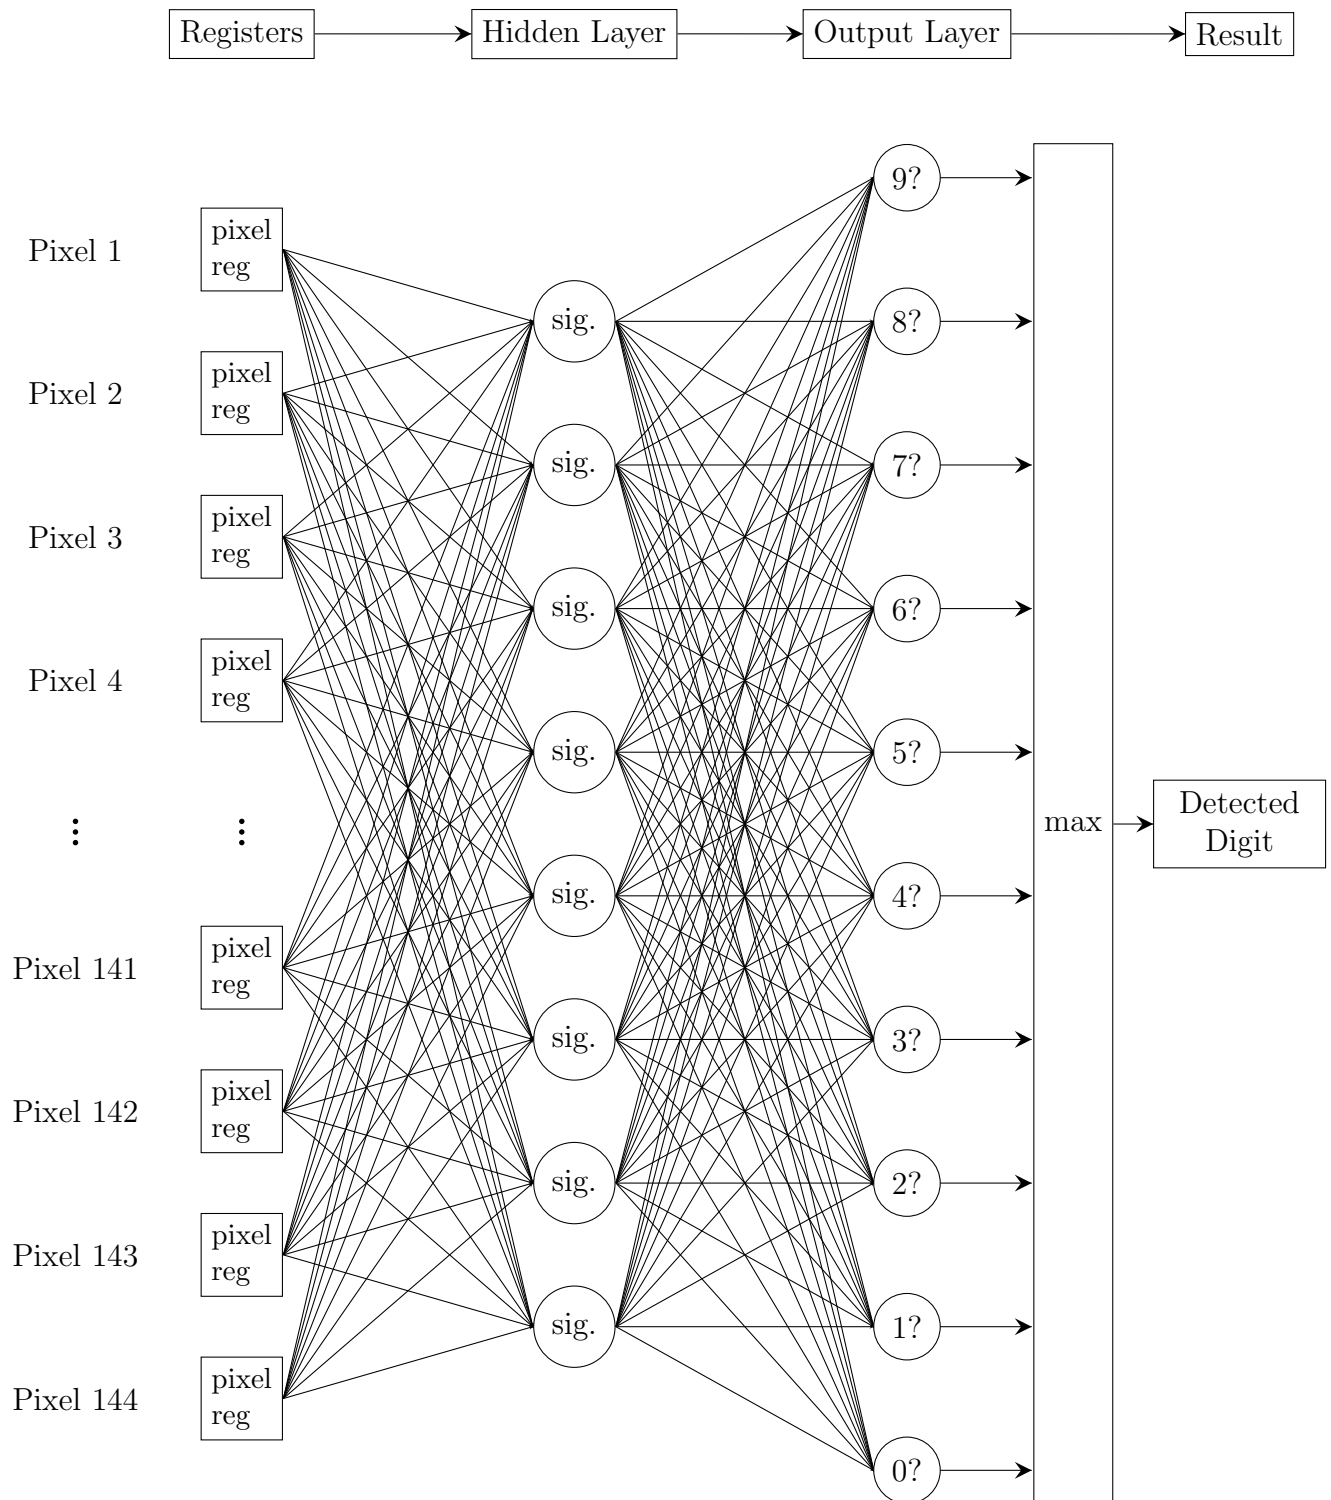 Registers
Hidden Layer
Output Layer
Result
9?
Pixel 1
pixel
reg
sig.
8?
Pixel 2
pixel
reg
sig.
7?
Pixel 3
pixel
reg
sig.
6?
Pixel 4
pixel
reg
sig.
5?
max
Detected
Digit
sig.
4?
Pixel 141
pixel
reg
sig.
3?
Pixel 142
pixel
reg
sig.
2?
Pixel 143
pixel
reg
sig.
1?
Pixel 144
pixel
reg
0?